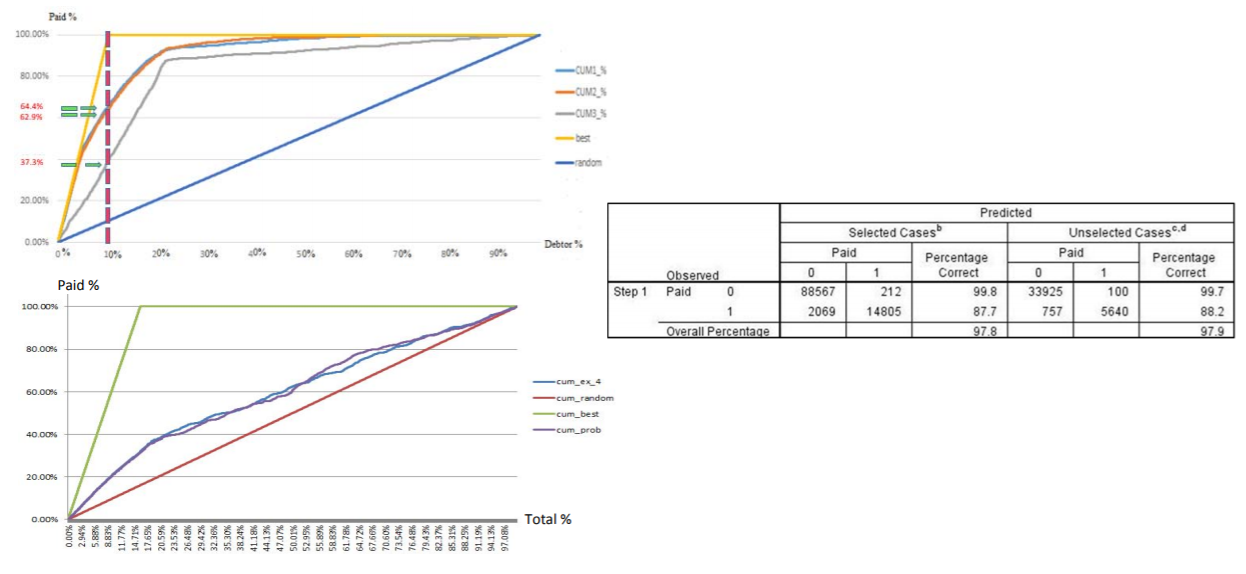 Paid %
100.00%
80.00%
64.4%
62.9%
37.3%
20.00%
0.00%
0% 10% 20% 30% 40% 50% 60% 70% 80% 90%
Debtor %
CUM1_%
CUM2_%
CUM3_%
best
random
Paid %
100.00%
80.00%
60.00%
40.00%
20.00%
0.00%
0.00% 2.94% 5.88% 8.83% 11.77% 14.71% 17.65% 20.59% 23.53% 26.48% 29.42% 32.36% 35.30% 38.24% 41.18% 44.13% 47.07% 50.01% 52.95% 55.89% 58.83% 61.78% 64.72% 67.66% 70.60% 73.54% 76.48% 79.43% 82.37% 85.31% 88.25% 91.19% 94.13% 97.08%
Total %
cum_ex_4
cum_random
cum_best
cum_prob
Predicted
Selected Casesb Unselected Casesc,d
Paid Percentage Correct Paid Percentage Correct
Observed 0 1 0 1
Step 1 Paid 0 88567 212 99.8 33925 100 99.7
1 2069 14805 87.7 757 5640 88.2
Overall Percentage 97.8 97.9